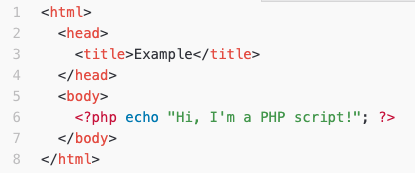 1 <html>
2   <head>
3     <title>Example</title>
4   </head>
5   <body>
6     <?php echo "Hi, I'm a PHP script!"; ?>
7   </body>
8 </html>